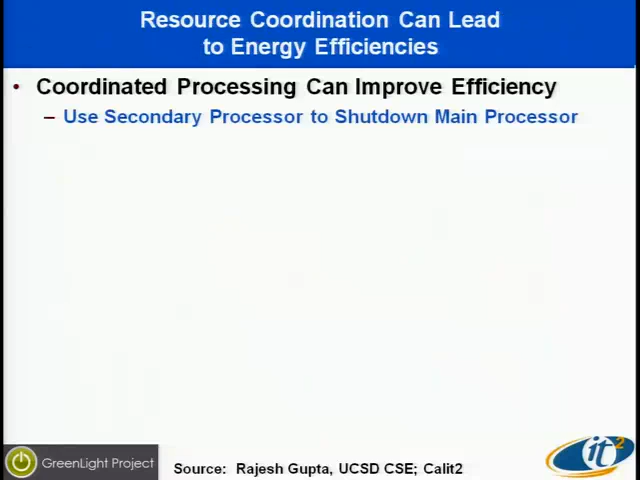 Resource Coordination Can Lead
to Energy Efficiencies
• Coordinated Processing Can Improve Efficiency
– Use Secondary Processor to Shutdown Main Processor
GreenLight Project
Source: Rajesh Gupta, UCSD CSE; Calit2
it2